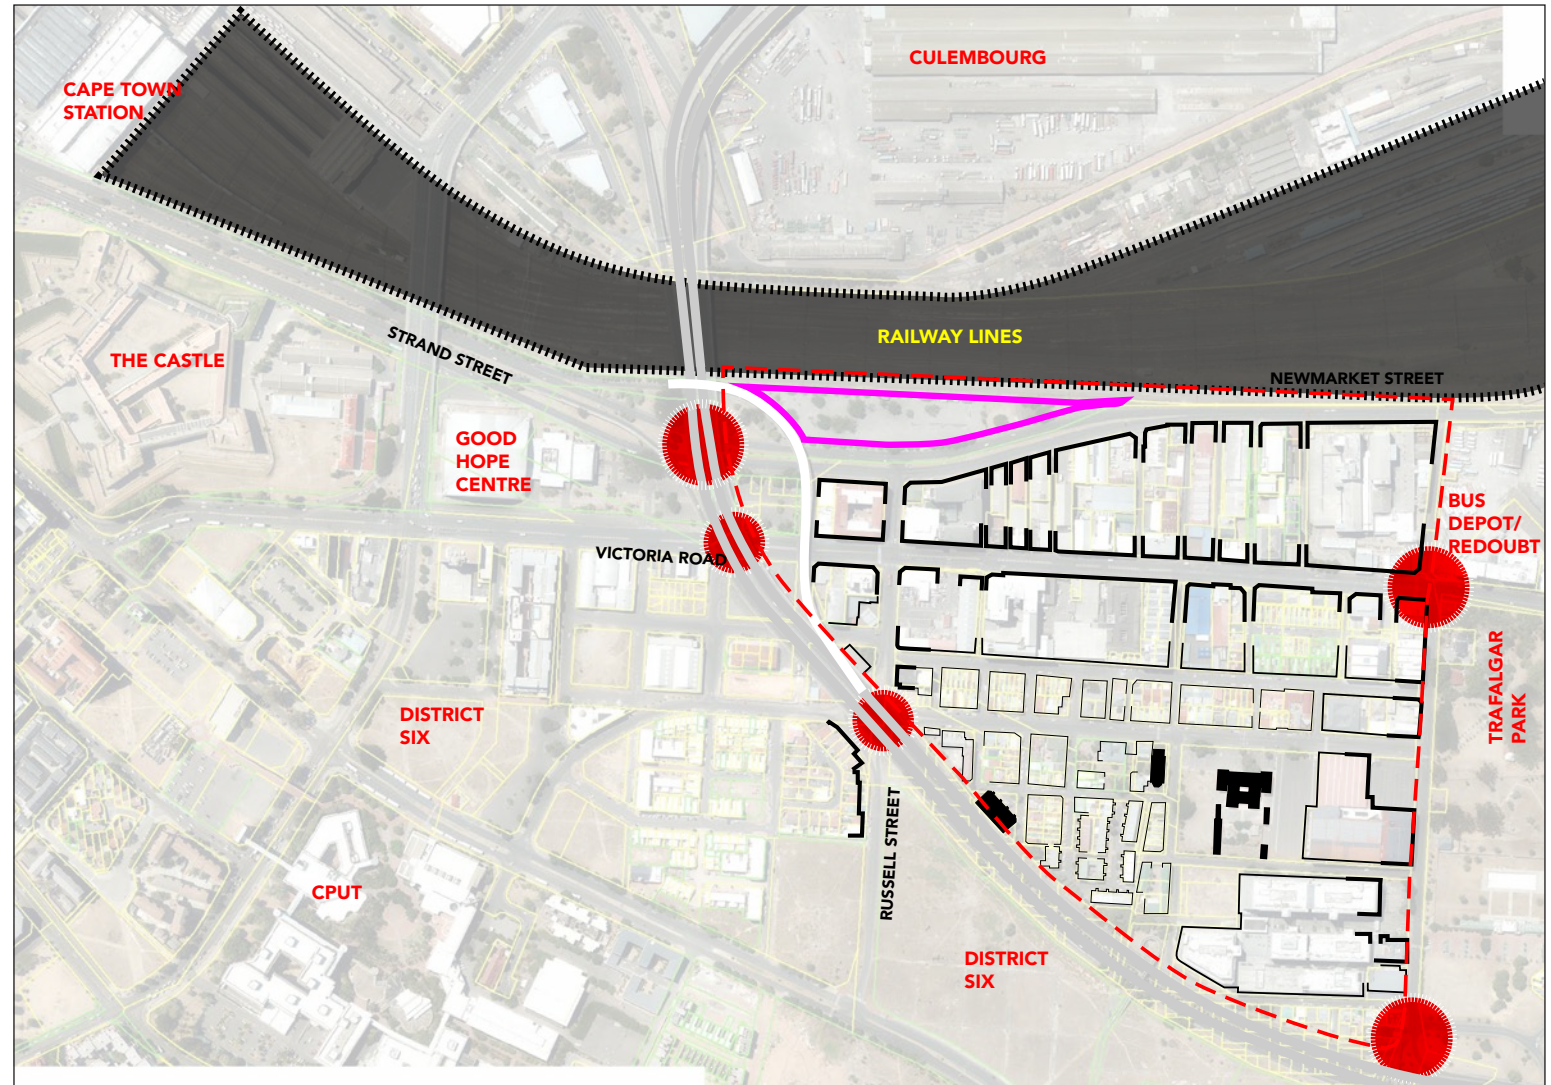 CULEMBOURG
CAPE TOWN
STATION
RAILWAY LINES
STRAND STREET
THE CASTLE
NEWMARKET STREET
GOOD
HOPE
CENTRE
BUS
DEPOT/
REDOUBT
VICTORIA ROAD
TRAFALGAR
PARK
DISTRICT
SIX
RUSSELL STREET
CPUT
DISTRICT
SIX